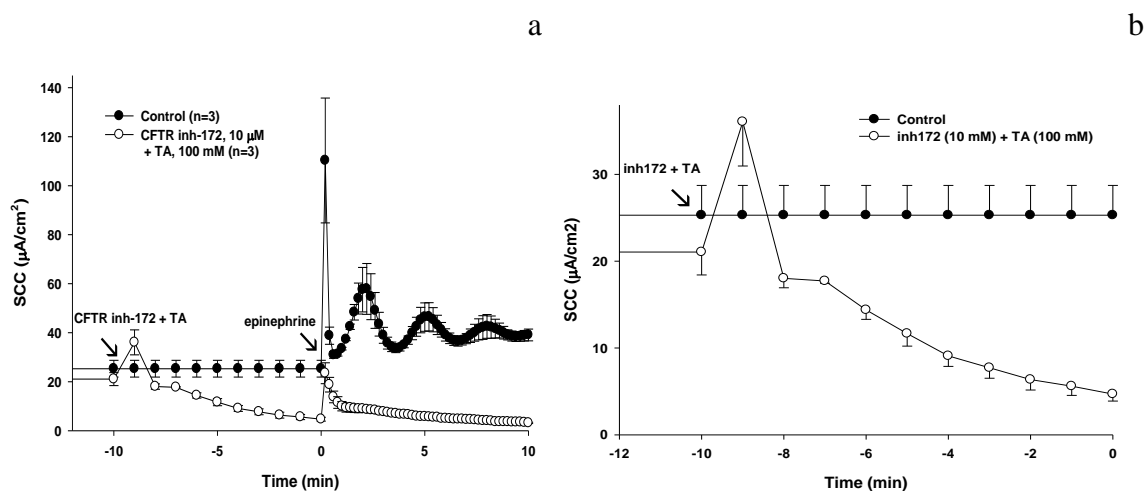 a
140
120
100
80
60
40
20
0
SCC (µA/cm²)
Control (n=3)
CFTR inh-172, 10 µM
+ TA, 100 mM (n=3)
CFTR inh-172 + TA
epinephrine
-10
-5
0
5
10
Time (min)
b
30
20
10
0
SCC (µA/cm2)
Control
inh172 (10 mM) + TA (100 mM)
inh172 + TA
-12
-10
-8
-6
-4
-2
0
Time (min)